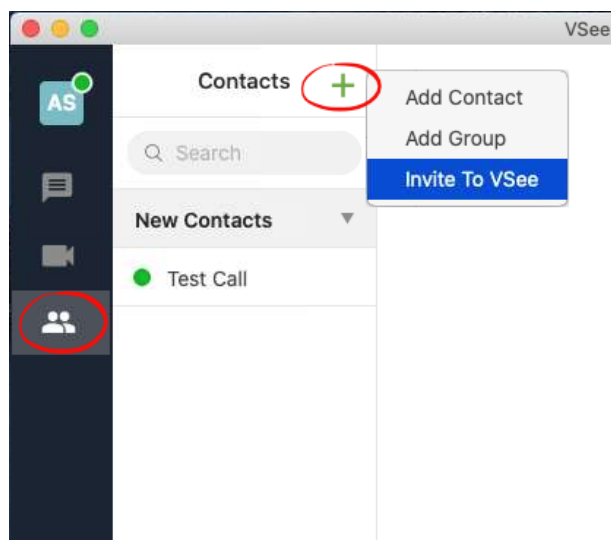 VSee
AS
Contacts
Add Contact
Add Group
Invite To VSee
Search
New Contacts
Test Call